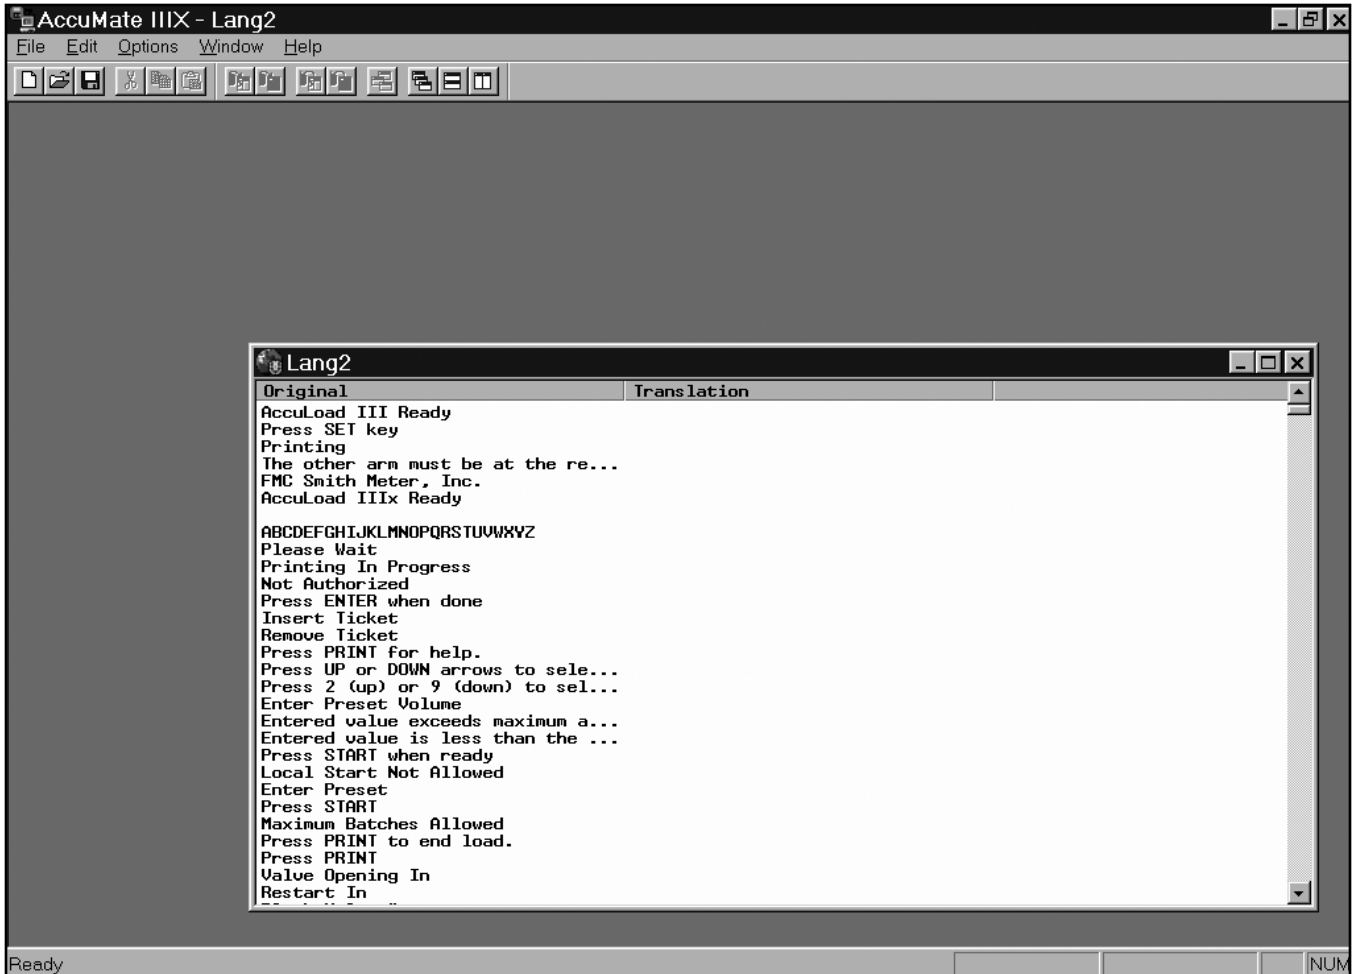 AccuMate IIIX - Lang2
File Edit Options Window Help
Lang2
Original Translation
AccuLoad III Ready
Press SET key
Printing
The other arm must be at the re...
FMC Smith Meter, Inc.
AccuLoad IIIx Ready
ABCDEFGHIJKLMNOPQRSTUVWXYZ
Please Wait
Printing In Progress
Not Authorized
Press ENTER when done
Insert Ticket
Remove Ticket
Press PRINT for help.
Press UP or DOWN arrows to sele...
Press 2 (up) or 9 (down) to sel...
Enter Preset Volume
Entered value exceeds maximum a...
Entered value is less than the ...
Press START when ready
Local Start Not Allowed
Enter Preset
Press START
Maximum Batches Allowed
Press PRINT to end load.
Press PRINT
Valve Opening In
Restart In
Ready NUM